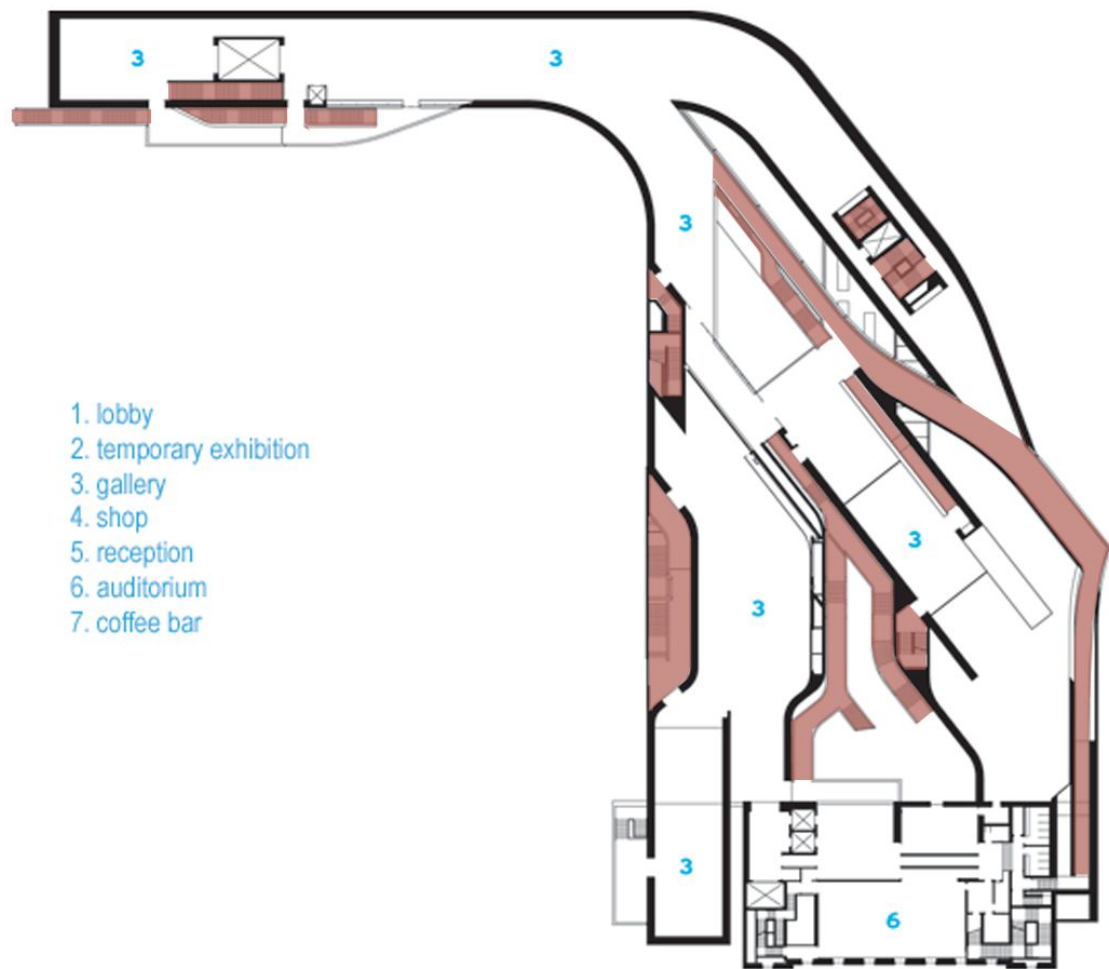 3 3
3
1. lobby
2. temporary exhibition
3. gallery
4. shop
5. reception
6. auditorium
7. coffee bar
3
3
3
6